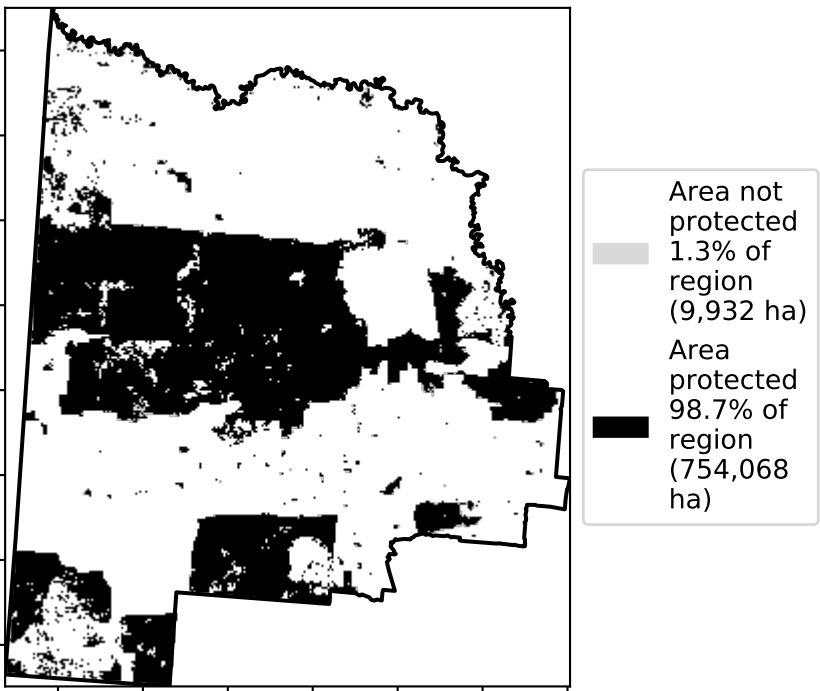 Area not
protected
1.3% of
region
(9,932 ha)
Area
protected
98.7% of
region
(754,068
ha)